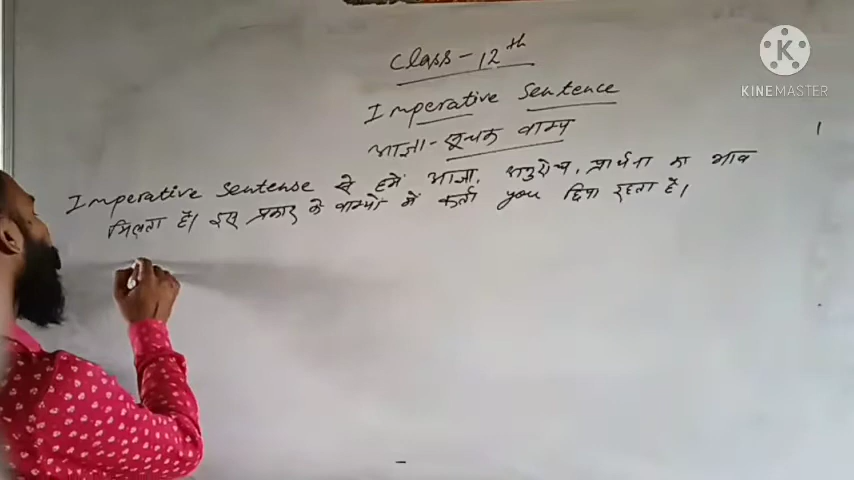 Class - 12th
Imperative Sentence
आज्ञा - सूचक वाक्य
Imperative Sentense से हमें आज्ञा, अनुरोध, प्रार्थना का भाव
मिलता है। इस प्रकार के वाक्यों में कर्ता you छिपा रहता है।
KINEMASTER